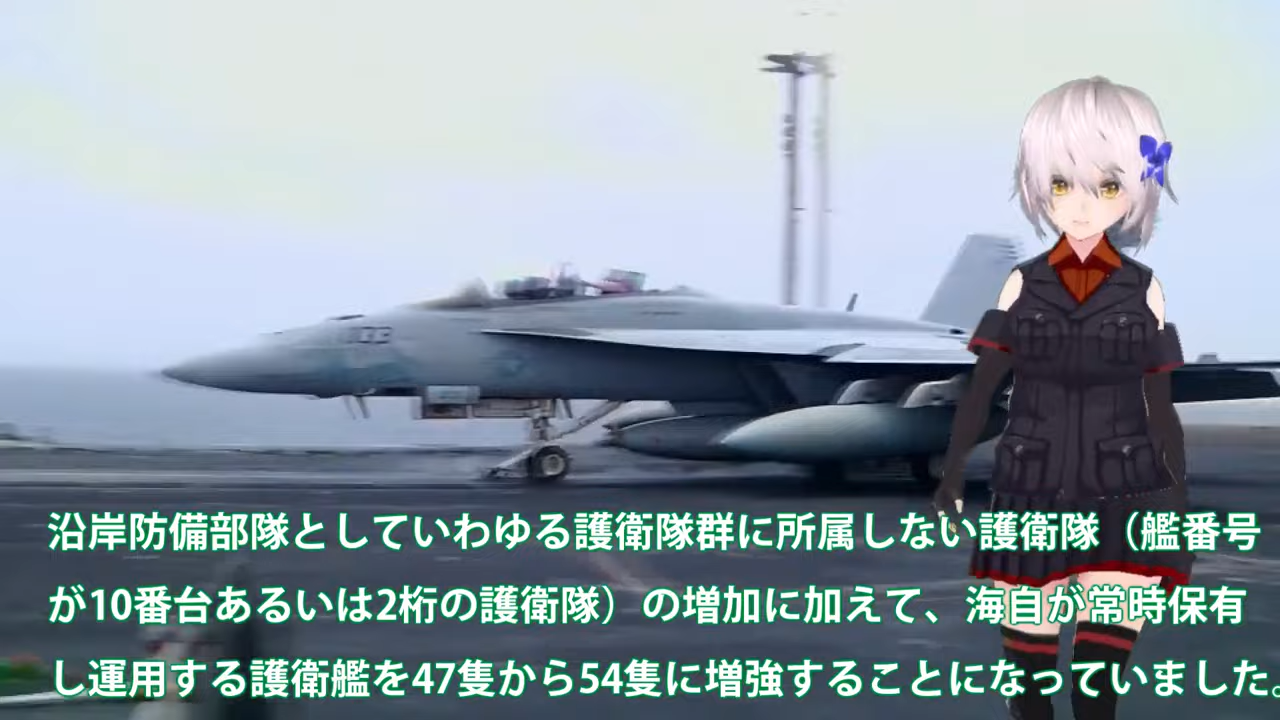 沿岸防備部隊としていわゆる護衛隊群に所属しない護衛隊（艦番号
が10番台あるいは2桁の護衛隊）の増加に加えて、海自が常時保有
し運用する護衛艦を47隻から54隻に増強することになっていました。